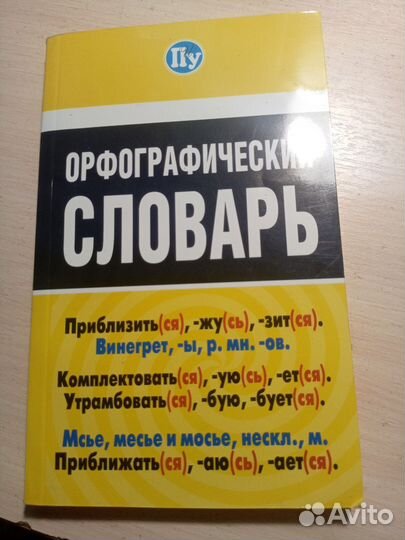 Пу
ОРФОГРАФИЧЕСКИЙ
СЛОВАРЬ
Приблизить(ся), -жу(сь), -зит(ся).
Винегрет, -ы, р. мн. -ов.
Комплектовать(ся), -ую(сь), -ет(ся).
Утрамбовать(ся), -бую, -бует(ся).
Мсье, месье и мосье, нескл., м.
Приближать(ся), -аю(сь), -ает(ся).
Avito